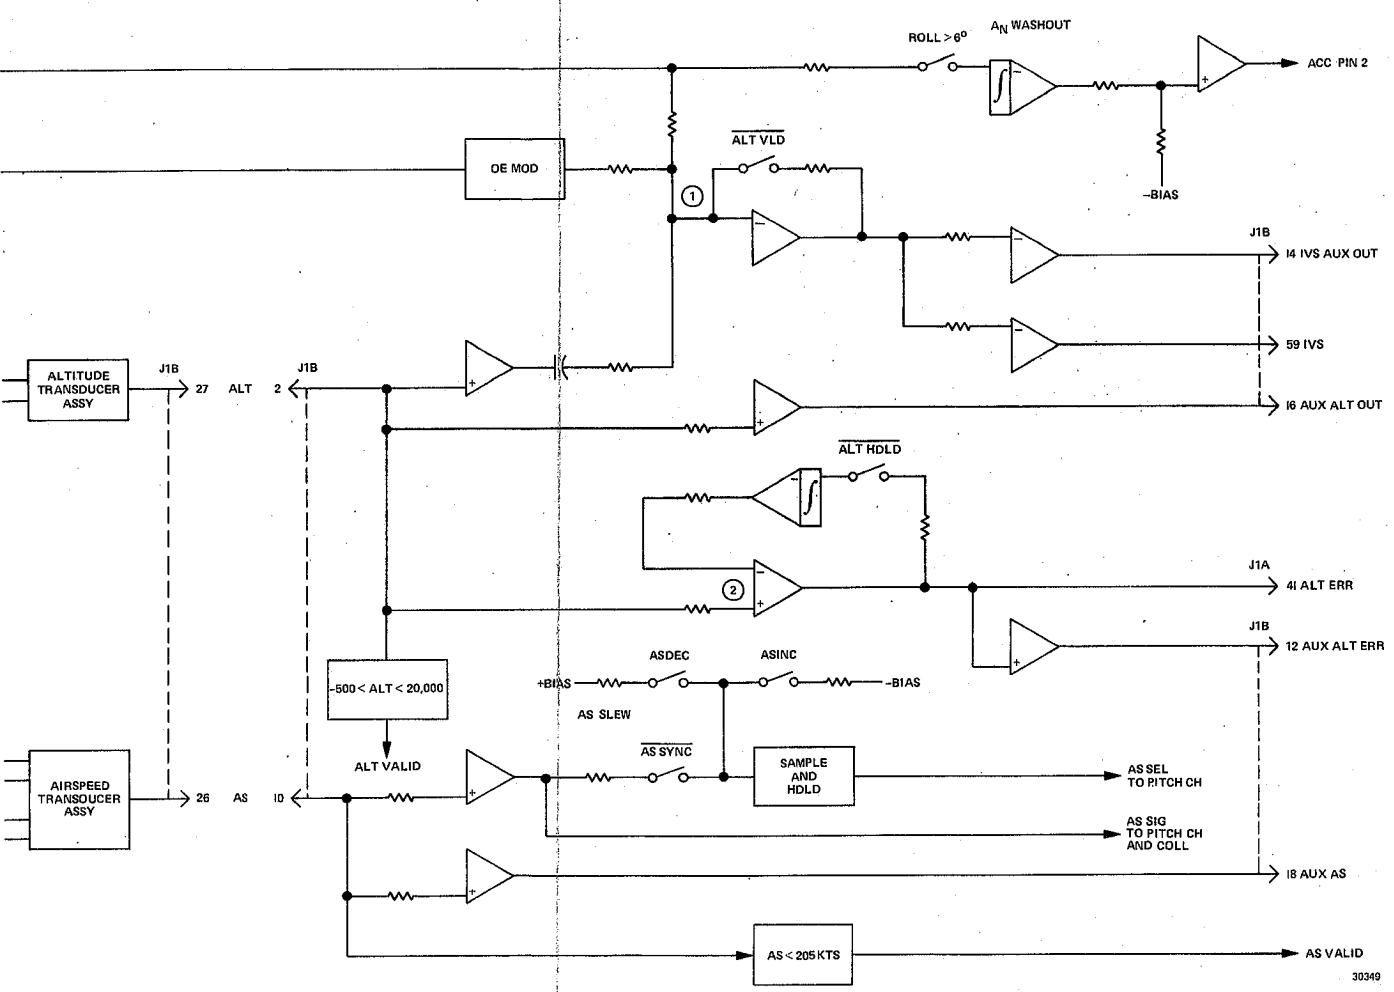 A_N WASHOUT
ROLL > 6°
∫
−
+
ACC PIN 2
−BIAS
OE MOD
ALT VLD
1
−
−
J1B
14 IVS AUX OUT
−
59 IVS
ALTITUDE
TRANSDUCER
ASSY
J1B
27 ALT 2
J1B
+
+
16 AUX ALT OUT
ALT HDLD
−
∫
−
2
+
J1A
41 ALT ERR
+
J1B
12 AUX ALT ERR
−500 < ALT < 20,000
ALT VALID
ASDEC
ASINC
+BIAS
−BIAS
AS SLEW
AS SYNC
SAMPLE
AND
HDLD
AS SEL
TO PITCH CH
AIRSPEED
TRANSDUCER
ASSY
26 AS 10
+
AS SIG
TO PITCH CH
AND COLL
+
18 AUX AS
AS < 205 KTS
AS VALID
30349